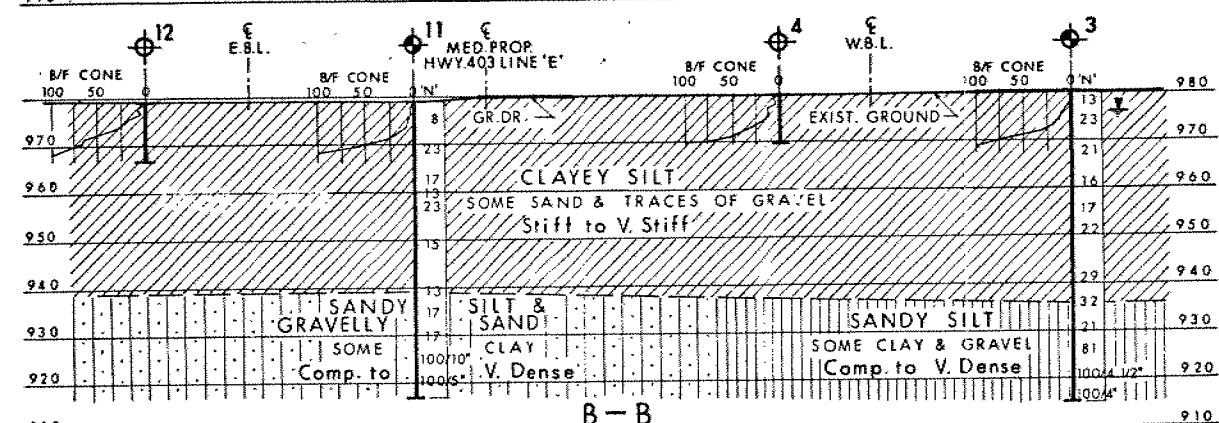 12
℄
E.B.L.
11
℄
MED. PROP.
HWY. 403 LINE 'E'
4
℄
W.B.L.
3
B/F CONE
100 50 0
B/F CONE
100 50 0 'N'
B/F CONE
100 50 0
B/F CONE
100 50 0 'N'
980
970
960
950
940
930
920
8
23
17
13
23
15
13
17
17
100/10"
100/5"
GR. DR.
EXIST. GROUND
CLAYEY SILT
SOME SAND & TRACES OF GRAVEL
Stiff to V. Stiff
SANDY SILT &
GRAVELLY SAND
SOME CLAY
Comp. to V. Dense
SANDY SILT
SOME CLAY & GRAVEL
Comp. to V. Dense
13
23
21
16
17
22
29
32
21
81
100/4 1/2"
100/4"
970
960
950
940
930
920
910
B-B